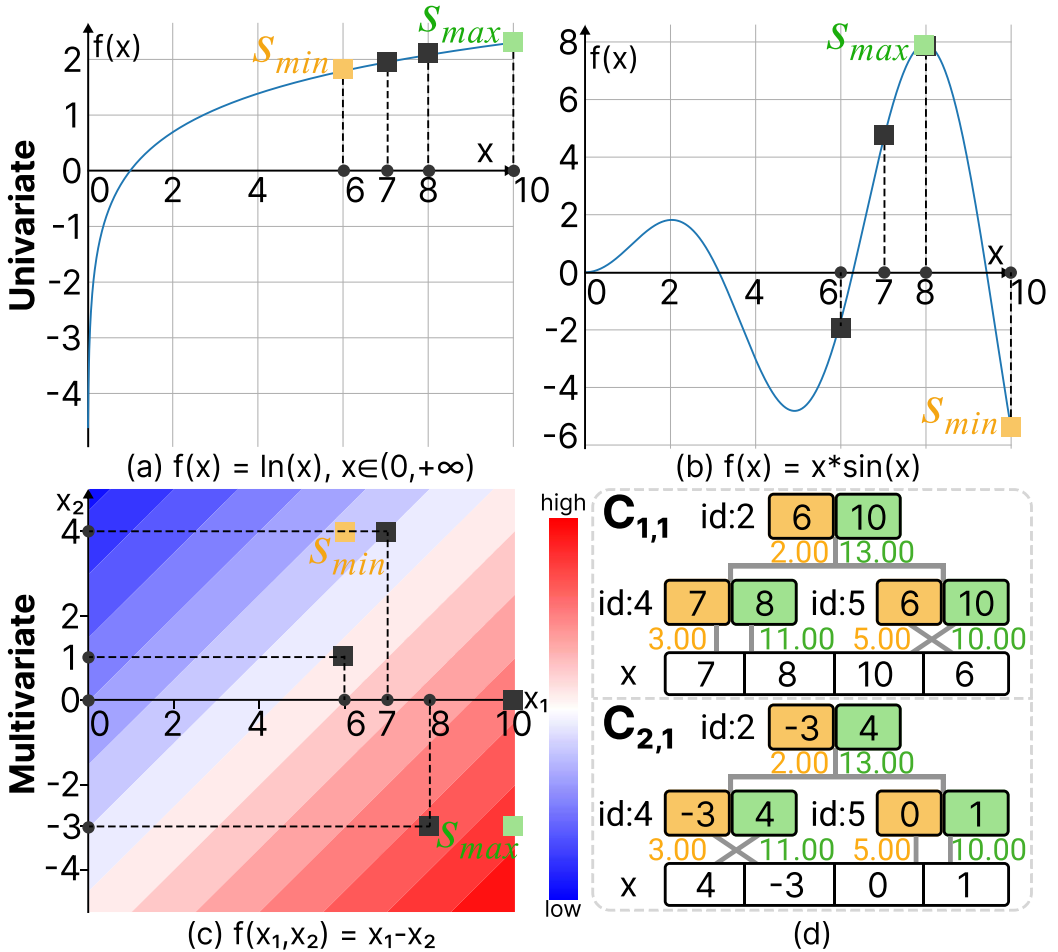 Univariate
f(x)
S_min
S_max
2
1
0
-1
-2
-3
-4
0 2 4 6 7 8 10
x
(a) f(x) = ln(x), x∈(0,+∞)
f(x)
S_max
S_min
8
6
4
2
0
-2
-4
-6
0 2 4 6 7 8 10
x
(b) f(x) = x*sin(x)
Multivariate
x₂
4
2
1
0
-2
-3
-4
0 2 4 6 7 8 10 x₁
S_min
S_max
high
low
(c) f(x₁,x₂) = x₁-x₂
C₁,₁ id:2 6 10
2.00 13.00
id:4 7 8 id:5 6 10
3.00 11.00 5.00 10.00
x 7 8 10 6
C₂,₁ id:2 -3 4
2.00 13.00
id:4 -3 4 id:5 0 1
3.00 11.00 5.00 10.00
x 4 -3 0 1
(d)